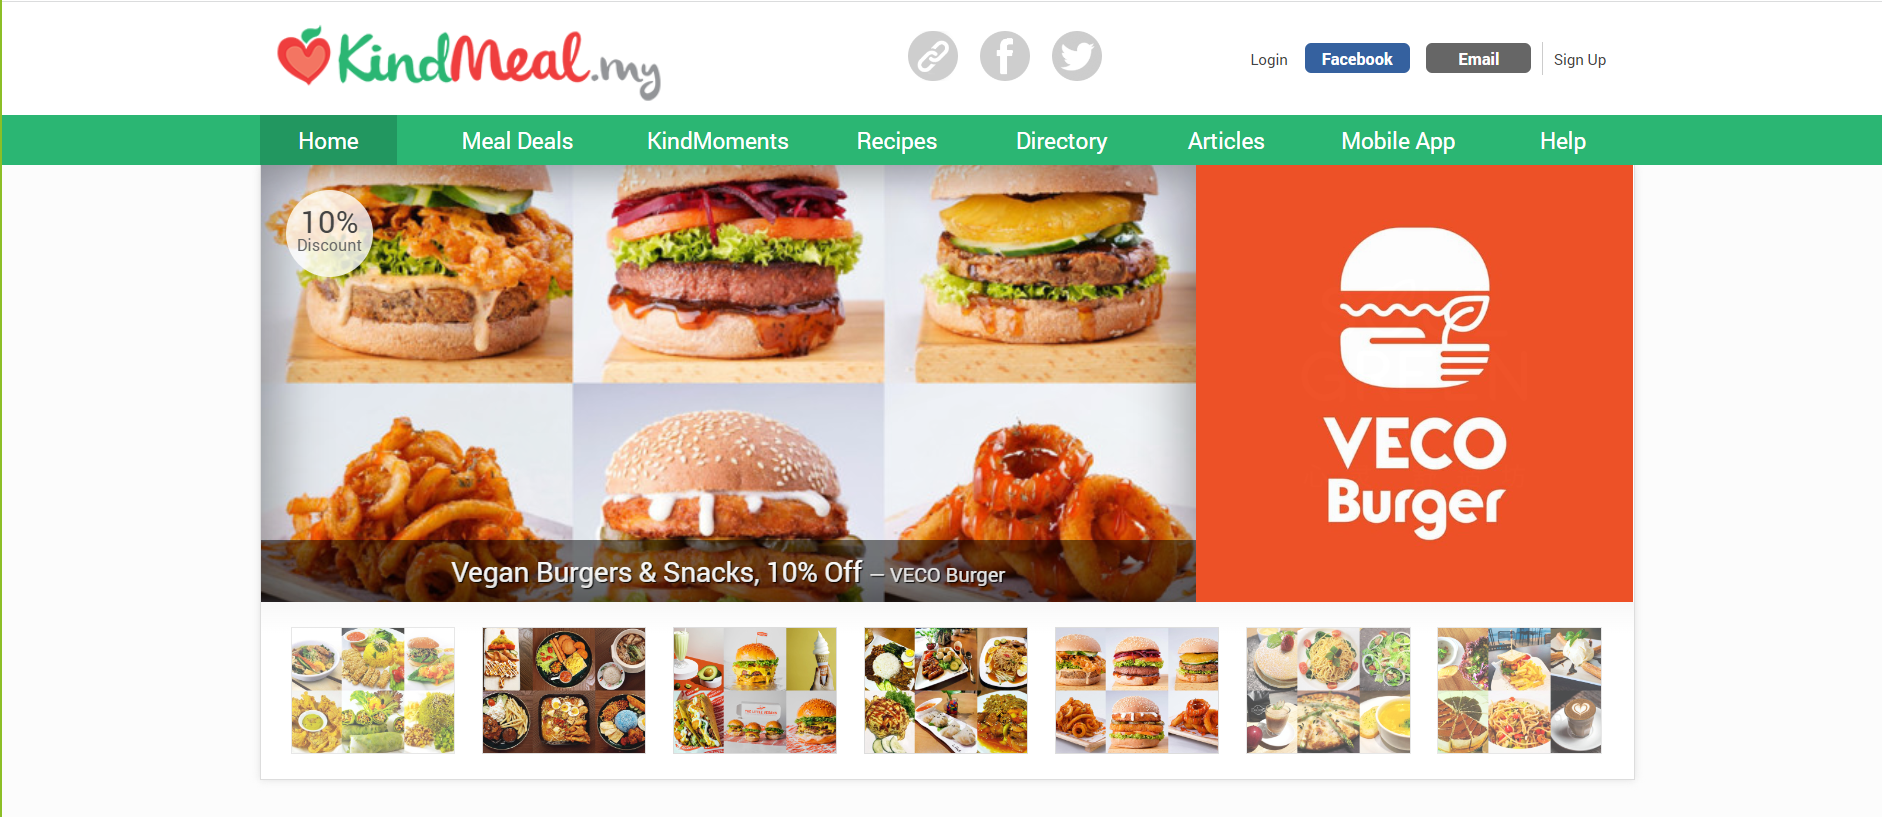 KindMeal.my
Login
Facebook
Email
Sign Up
Home
Meal Deals
KindMoments
Recipes
Directory
Articles
Mobile App
Help
10%
Discount
VECO
Burger
Vegan Burgers & Snacks, 10% Off — VECO Burger